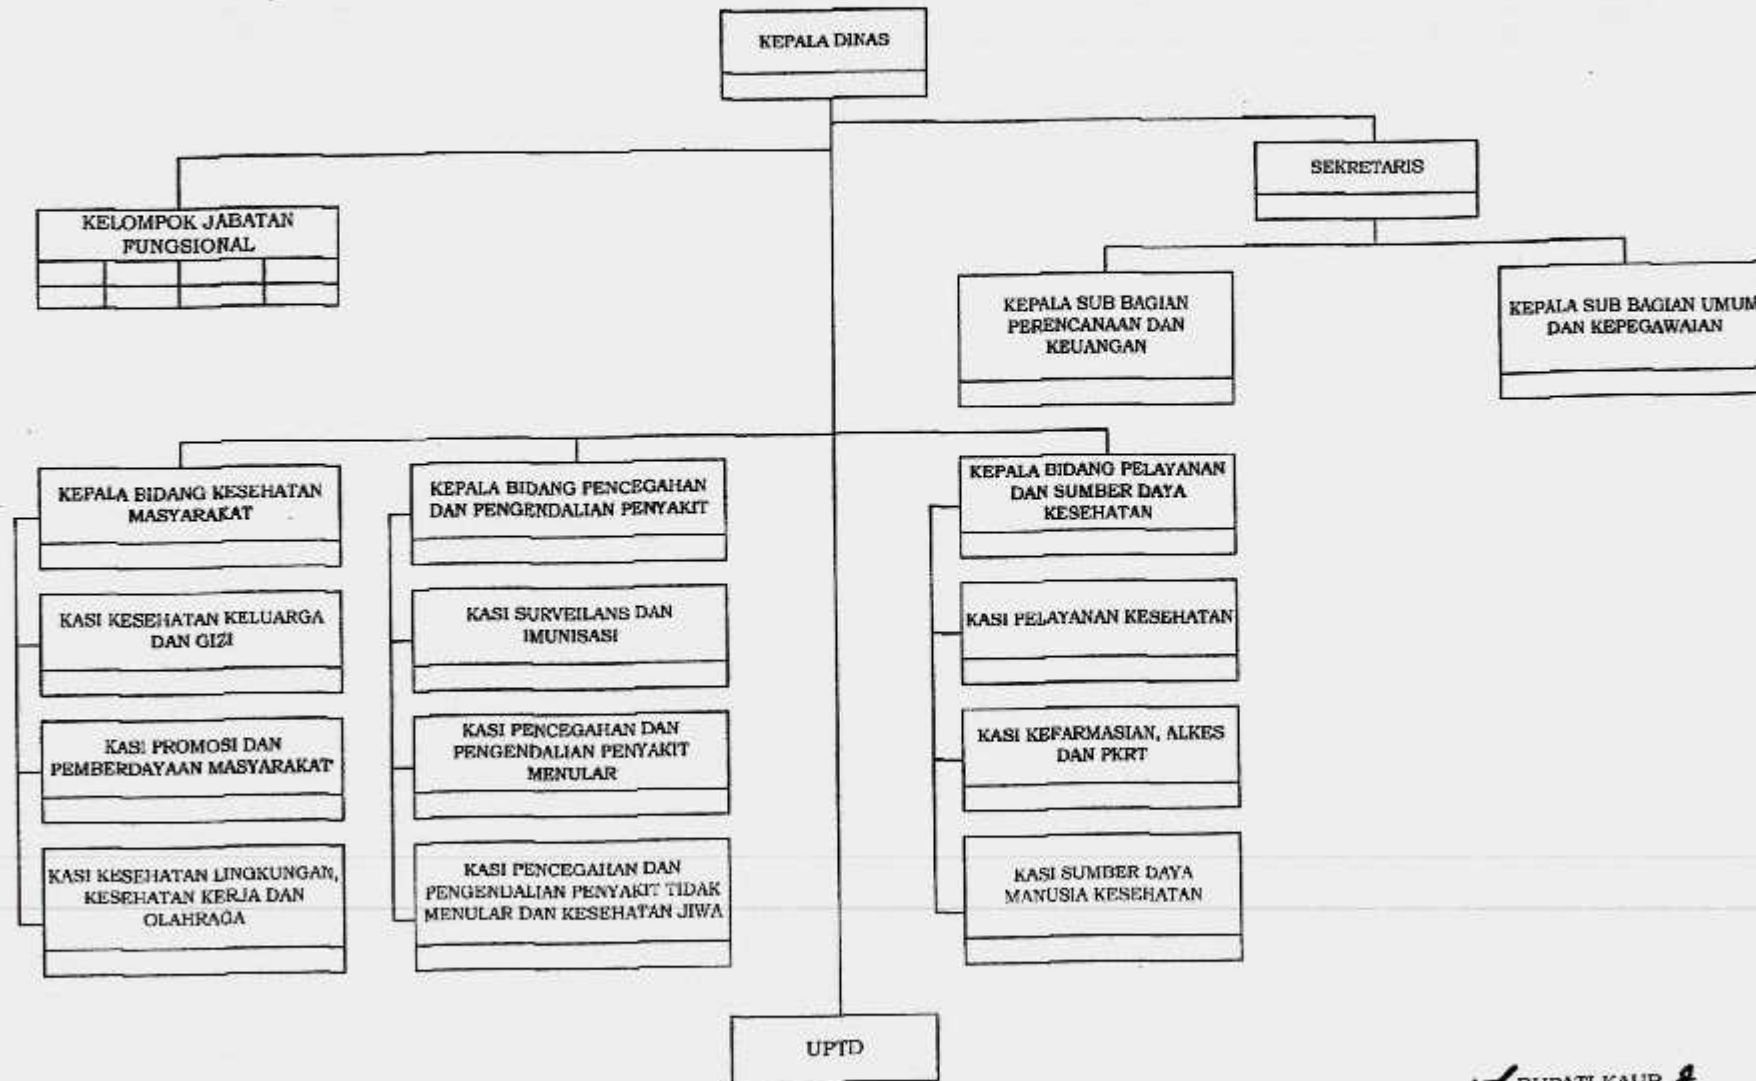 KEPALA DINAS
SEKRETARIS
KELOMPOK JABATAN
FUNGSIONAL
KEPALA SUB BAGIAN
PERENCANAAN DAN
KEUANGAN
KEPALA SUB BAGIAN UMUM
DAN KEPEGAWAIAN
KEPALA BIDANG KESEHATAN
MASYARAKAT
KEPALA BIDANG PENCEGAHAN
DAN PENGENDALIAN PENYAKIT
KEPALA BIDANG PELAYANAN
DAN SUMBER DAYA
KESEHATAN
KASI KESEHATAN KELUARGA
DAN GIZI
KASI SURVEILANS DAN
IMUNISASI
KASI PELAYANAN KESEHATAN
KASI PROMOSI DAN
PEMBERDAYAAN MASYARAKAT
KASI PENCEGAHAN DAN
PENGENDALIAN PENYAKIT
MENULAR
KASI KEFARMASIAN, ALKES
DAN PKRT
KASI KESEHATAN LINGKUNGAN,
KESEHATAN KERJA DAN
OLAHRAGA
KASI PENCEGAHAN DAN
PENGENDALIAN PENYAKIT TIDAK
MENULAR DAN KESEHATAN JIWA
KASI SUMBER DAYA
MANUSIA KESEHATAN
UPTD
BUPATI KAUR